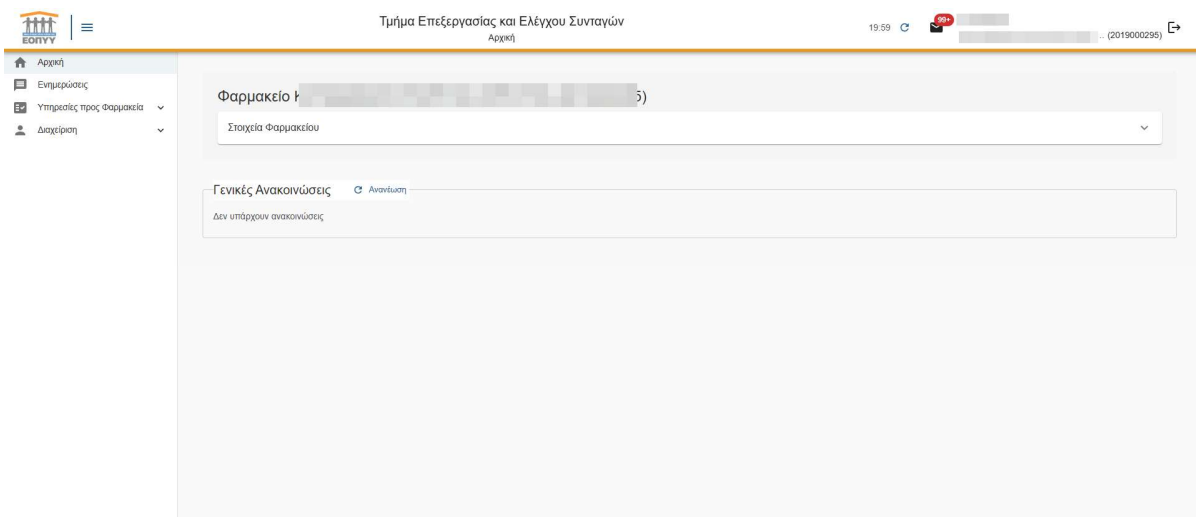 ΕΟΠΥΥ
Τμήμα Επεξεργασίας και Ελέγχου Συνταγών
Αρχική
19:59
99+
.. (2019000295)
Αρχική
Ενημερώσεις
Υπηρεσίες προς Φαρμακεία
Διαχείριση
Φαρμακείο 5)
Στοιχεία Φαρμακείου
Γενικές Ανακοινώσεις Ανανέωση
Δεν υπάρχουν ανακοινώσεις